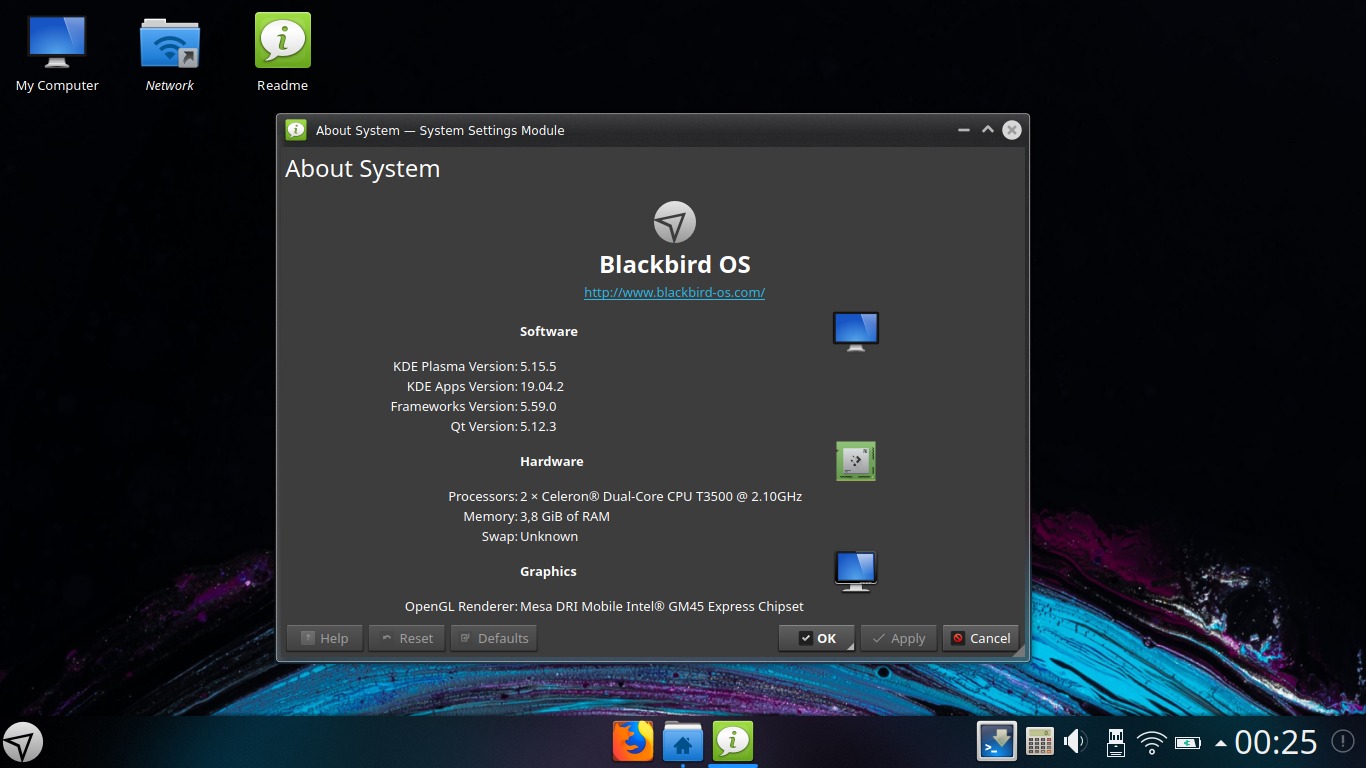 My Computer
Network
Readme
About System — System Settings Module
About System
Blackbird OS
http://www.blackbird-os.com/
Software
KDE Plasma Version: 5.15.5
KDE Apps Version: 19.04.2
Frameworks Version: 5.59.0
Qt Version: 5.12.3
Hardware
Processors: 2 × Celeron® Dual-Core CPU T3500 @ 2.10GHz
Memory: 3,8 GiB of RAM
Swap: Unknown
Graphics
OpenGL Renderer: Mesa DRI Mobile Intel® GM45 Express Chipset
Help Reset Defaults OK Apply Cancel
00:25